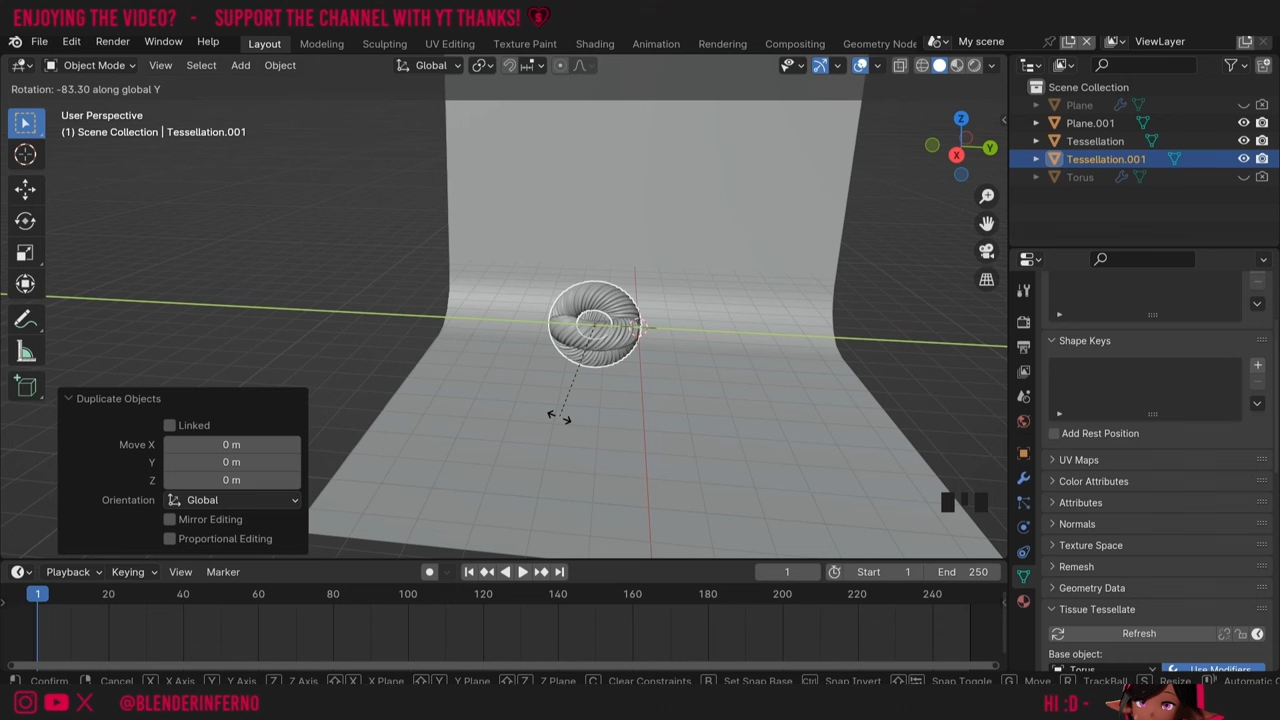 ENJOYING THE VIDEO? - SUPPORT THE CHANNEL WITH YT THANKS!
File Edit Render Window Help Layout Modeling Sculpting UV Editing Texture Paint Shading Animation Rendering Compositing Geometry Node My scene ViewLayer
Object Mode View Select Add Object Global
Rotation: -83.30 along global Y
User Perspective
(1) Scene Collection | Tessellation.001
Z
Y
X
Scene Collection
Plane
Plane.001
Tessellation
Tessellation.001
Torus
Shape Keys
Add Rest Position
UV Maps
Color Attributes
Attributes
Normals
Texture Space
Remesh
Geometry Data
Tissue Tessellate
Refresh
Base object:
Torus Use Modifiers
Duplicate Objects
Linked
Move X 0 m
Y 0 m
Z 0 m
Orientation Global
Mirror Editing
Proportional Editing
Playback Keying View Marker 1 Start 1 End 250
1 20 40 60 80 100 120 140 160 180 200 220 240
Confirm Cancel X X Axis Y Y Axis Z Z Axis X X Plane Y Y Plane Z Z Plane C Clear Constraints B Set Snap Base Ctrl Snap Invert Snap Toggle G Move R TrackBall S Resize Automatic C
@BLENDERINFERNO
HI :D -